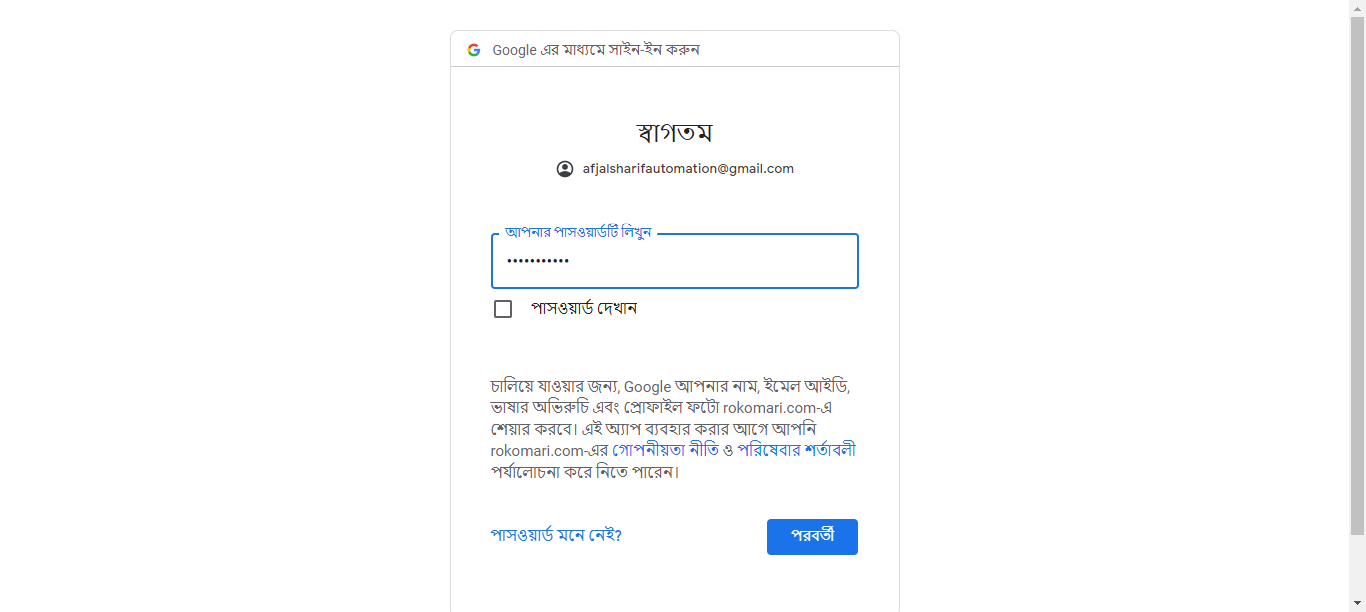 Google এর মাধ্যমে সাইন-ইন করুন
স্বাগতম
afjalsharifautomation@gmail.com
আপনার পাসওয়ার্ডটি লিখুন
•••••••••••
পাসওয়ার্ড দেখান
চালিয়ে যাওয়ার জন্য, Google আপনার নাম, ইমেল আইডি,
ভাষার অভিরুচি এবং প্রোফাইল ফটো rokomari.com-এ
শেয়ার করবে। এই অ্যাপ ব্যবহার করার আগে আপনি
rokomari.com-এর গোপনীয়তা নীতি ও পরিষেবার শর্তাবলী
পর্যালোচনা করে নিতে পারেন।
পাসওয়ার্ড মনে নেই?
পরবর্তী